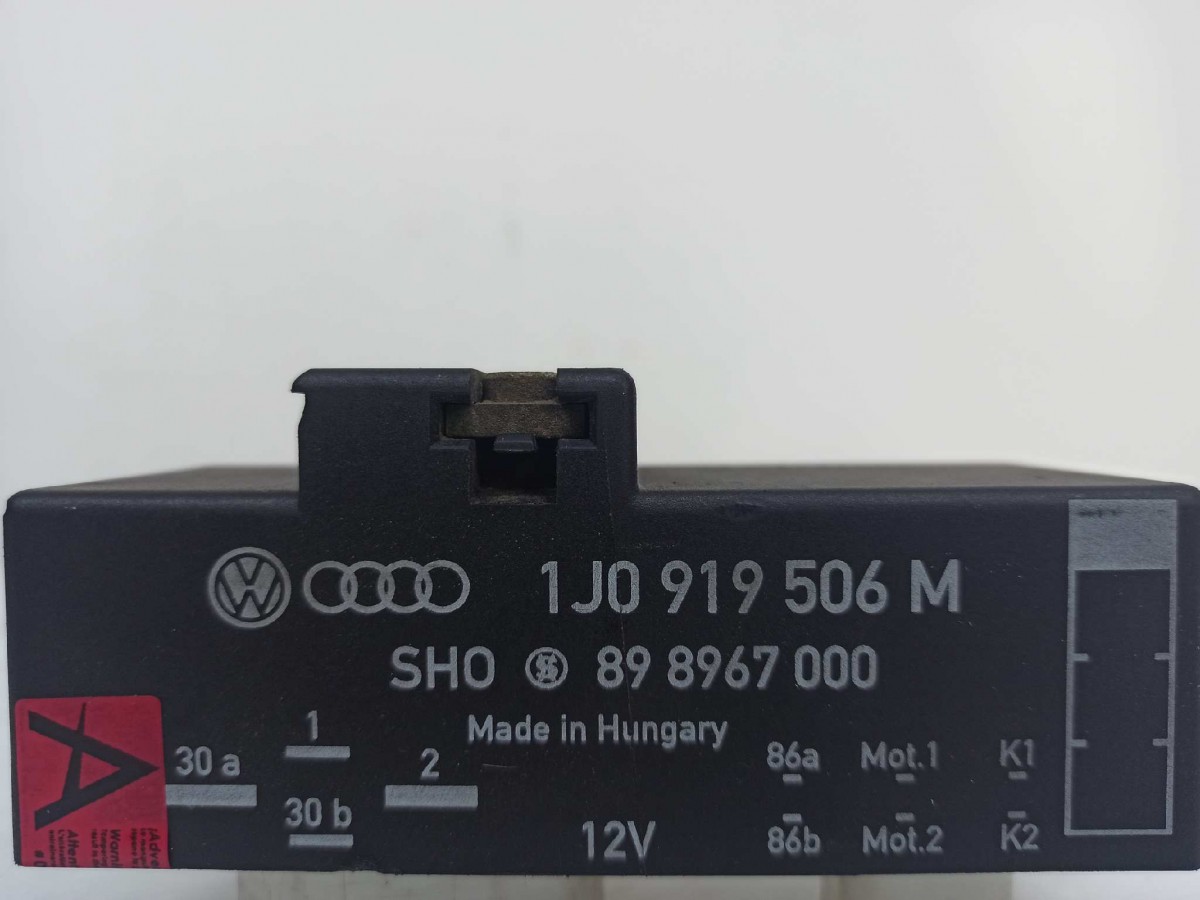 1J0 919 506 M
SHO 89 8967 000
Made in Hungary
30 a
1
30 b
2
12V
86a Mot.1 K1
86b Mot.2 K2
A